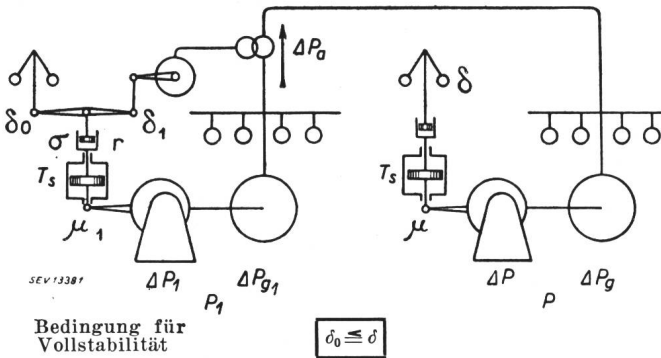 ΔPa
δ0 δ1 δ
σ r
Ts Ts
μ1 μ
SEV13381
ΔP1 ΔPg1 ΔP ΔPg
P1 P
Bedingung für
Vollstabilität
δ0 ≦ δ